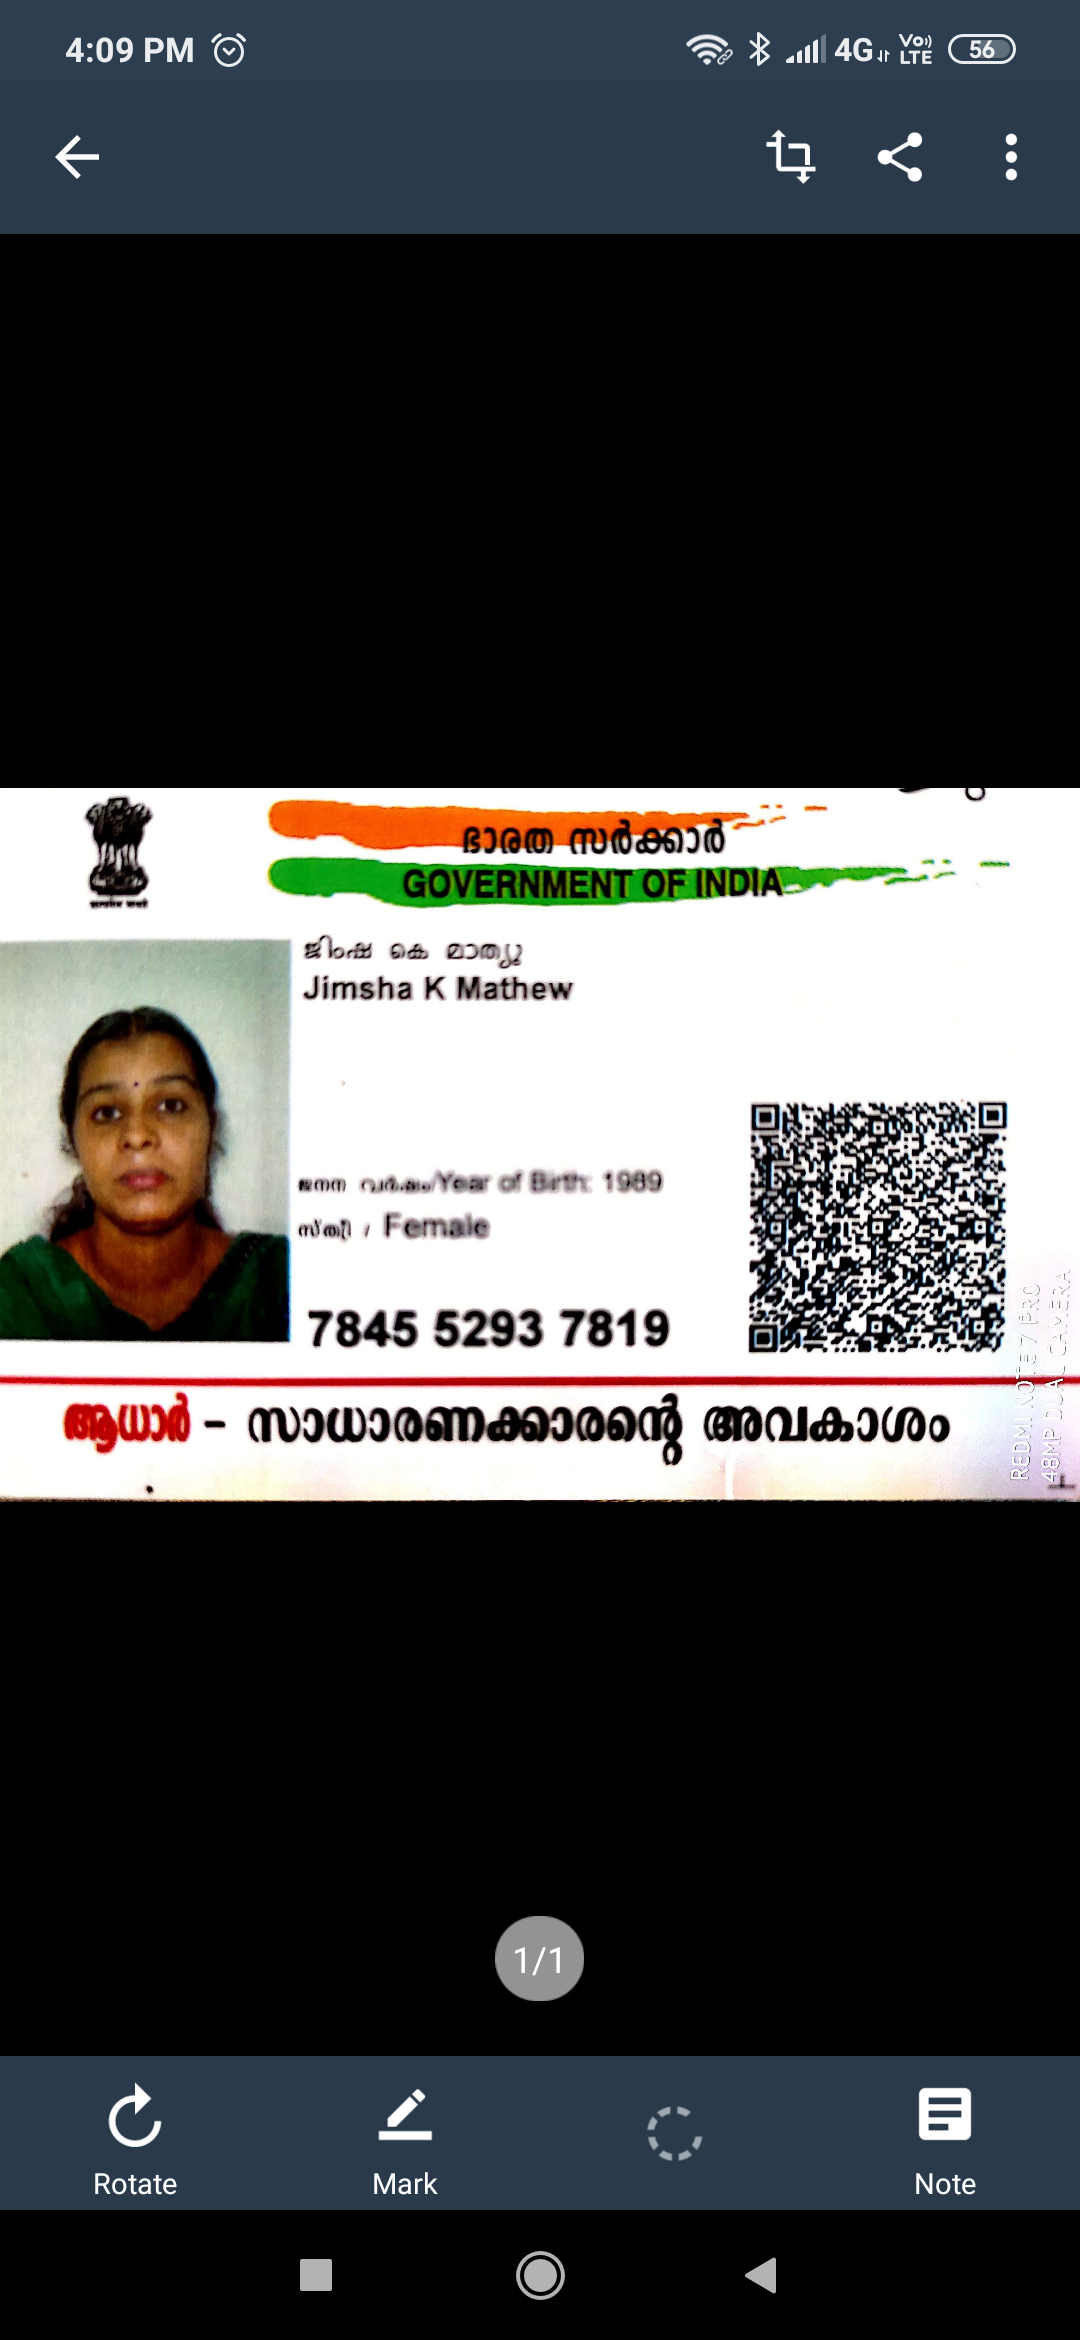 4:09 PM
4G Vo)) LTE 56
ഭാരത സർക്കാർ
GOVERNMENT OF INDIA
ജിംഷ കെ മാത്യു
Jimsha K Mathew
ജനന വർഷം/Year of Birth: 1989
സ്ത്രീ / Female
7845 5293 7819
ആധാർ - സാധാരണക്കാരന്റെ അവകാശം
REDMI NOTE 7 PRO
48MP DUAL CAMERA
1/1
Rotate Mark Note